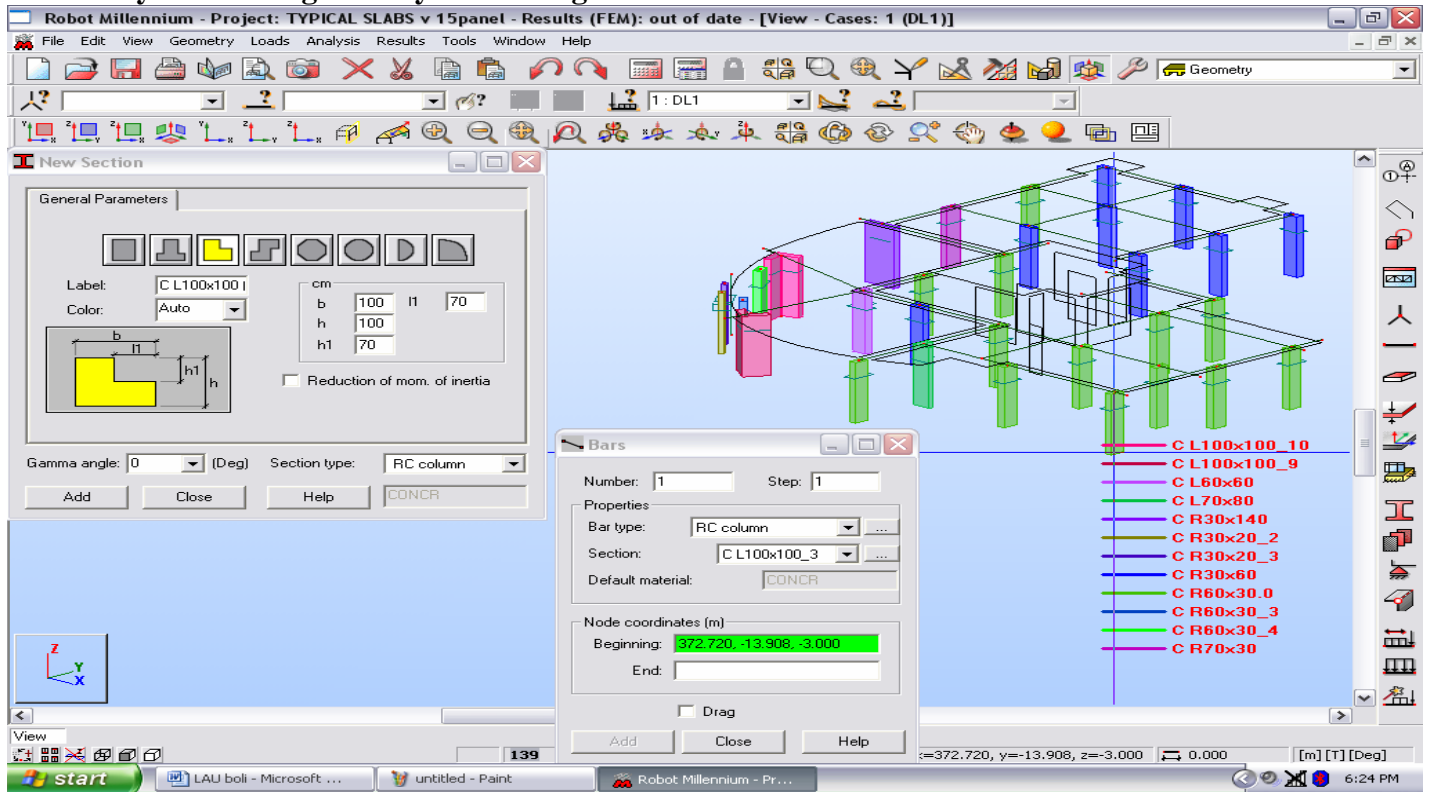 Robot Millennium - Project: TYPICAL SLABS v 15panel - Results (FEM): out of date - [View - Cases: 1 (DL1)]
File Edit View Geometry Loads Analysis Results Tools Window Help
Geometry
1 : DL1
New Section
General Parameters
Label: C L100x100
Color: Auto
cm
b 100 l1 70
h 100
h1 70
b
l1
h1
h
Reduction of mom. of inertia
Gamma angle: 0 (Deg) Section type: RC column
Add Close Help CONCR
Bars
Number: 1 Step: 1
Properties
Bar type: RC column ...
Section: C L100x100_3 ...
Default material: CONCR
Node coordinates (m)
Beginning: 372.720, -13.908, -3.000
End:
Drag
Add Close Help
C L100x100_10
C L100x100_9
C L60x60
C L70x80
C R30x140
C R30x20_2
C R30x20_3
C R30x60
C R60x30.0
C R60x30_3
C R60x30_4
C R70x30
Z
Y
X
View
139
=372.720, y=-13.908, z=-3.000 0.000 [m] [T] [Deg]
start LAU boli - Microsoft ... untitled - Paint Robot Millennium - Pr... 6:24 PM